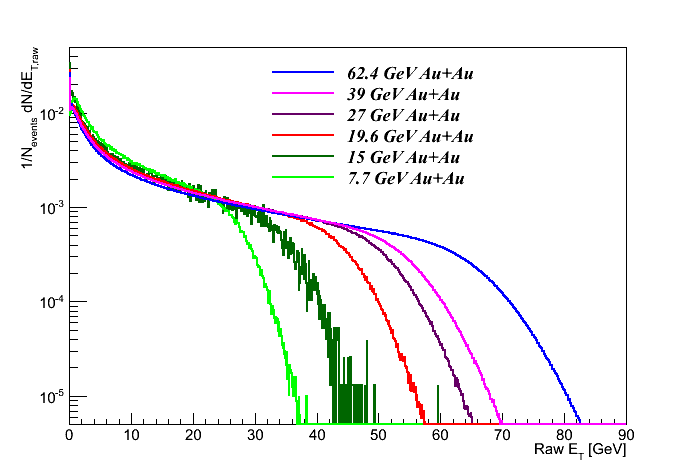 1/N_events dN/dE_T,raw
62.4 GeV Au+Au
39 GeV Au+Au
27 GeV Au+Au
19.6 GeV Au+Au
15 GeV Au+Au
7.7 GeV Au+Au
10^-2
10^-3
10^-4
10^-5
0 10 20 30 40 50 60 70 80 90
Raw E_T [GeV]